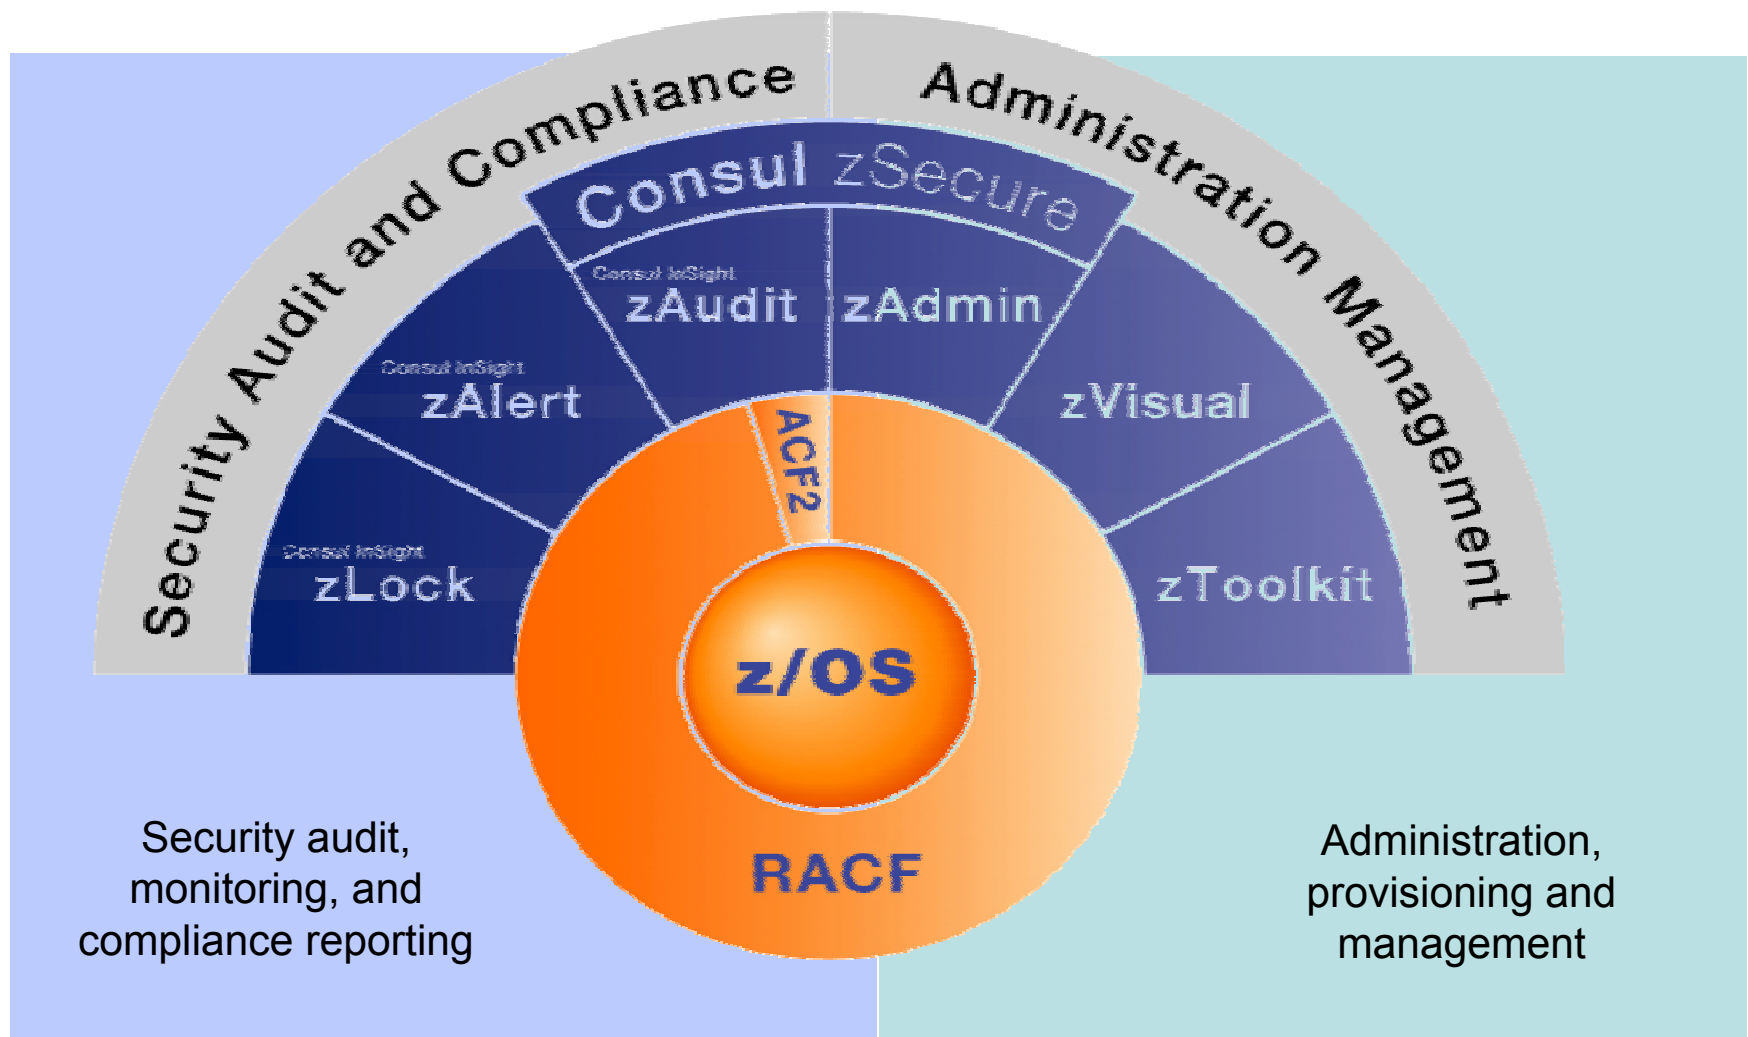 Security Audit and Compliance
Administration Management
Consul zSecure
Consul InSight
zAudit
zAdmin
Consul InSight
zAlert
zVisual
Consul InSight
zLock
zToolkit
ACF2
z/OS
RACF
Security audit,
monitoring, and
compliance reporting
Administration,
provisioning and
management